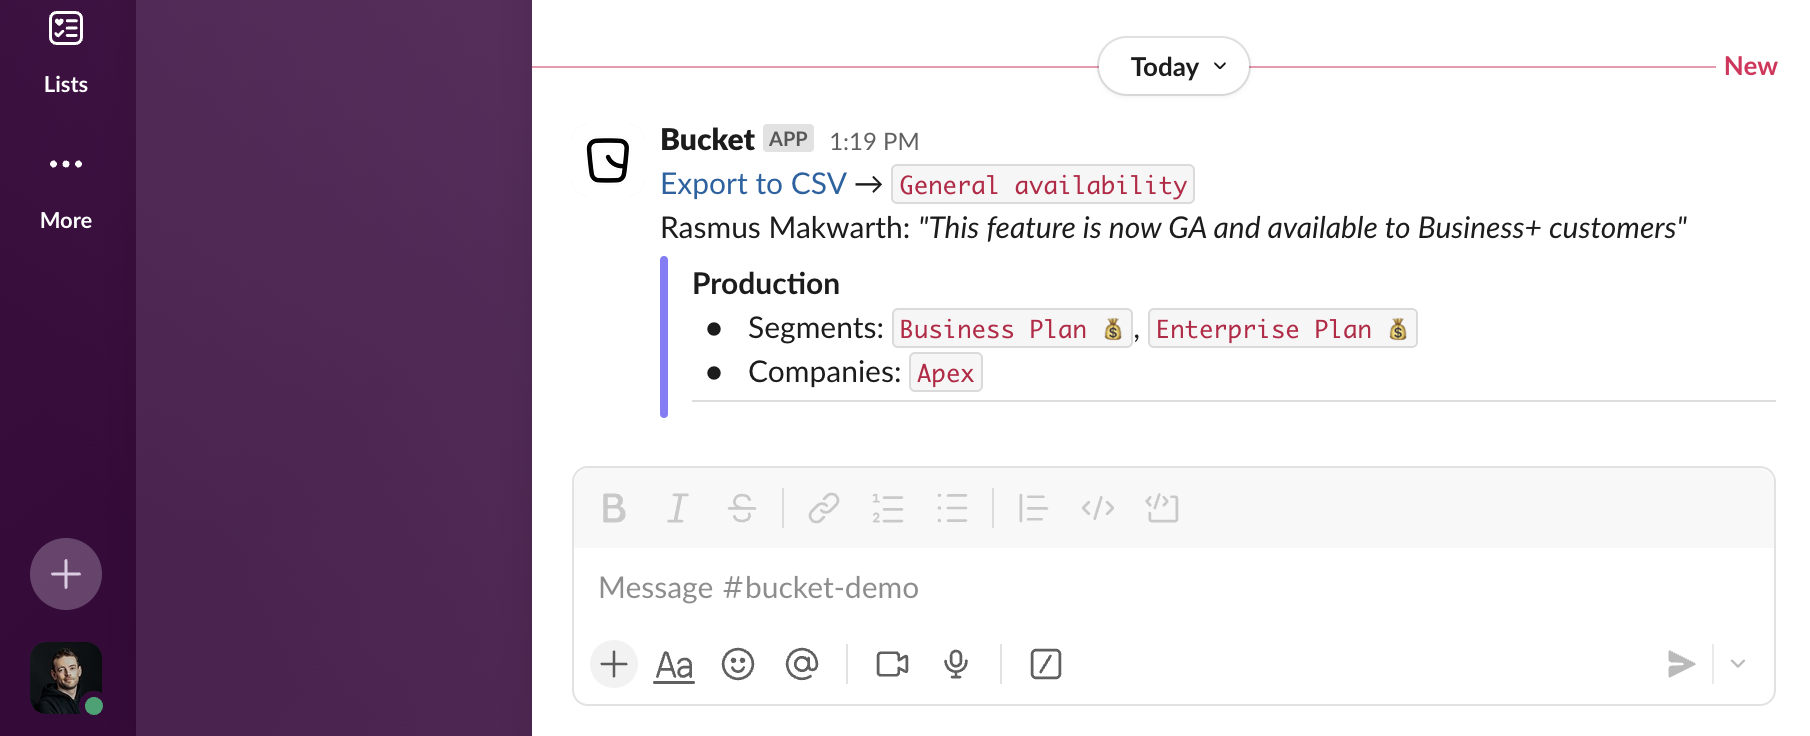 Lists
More
Today
New
Bucket APP 1:19 PM
Export to CSV → General availability
Rasmus Makwarth: "This feature is now GA and available to Business+ customers"
Production
● Segments: Business Plan 💰, Enterprise Plan 💰
● Companies: Apex
Message #bucket-demo
Aa